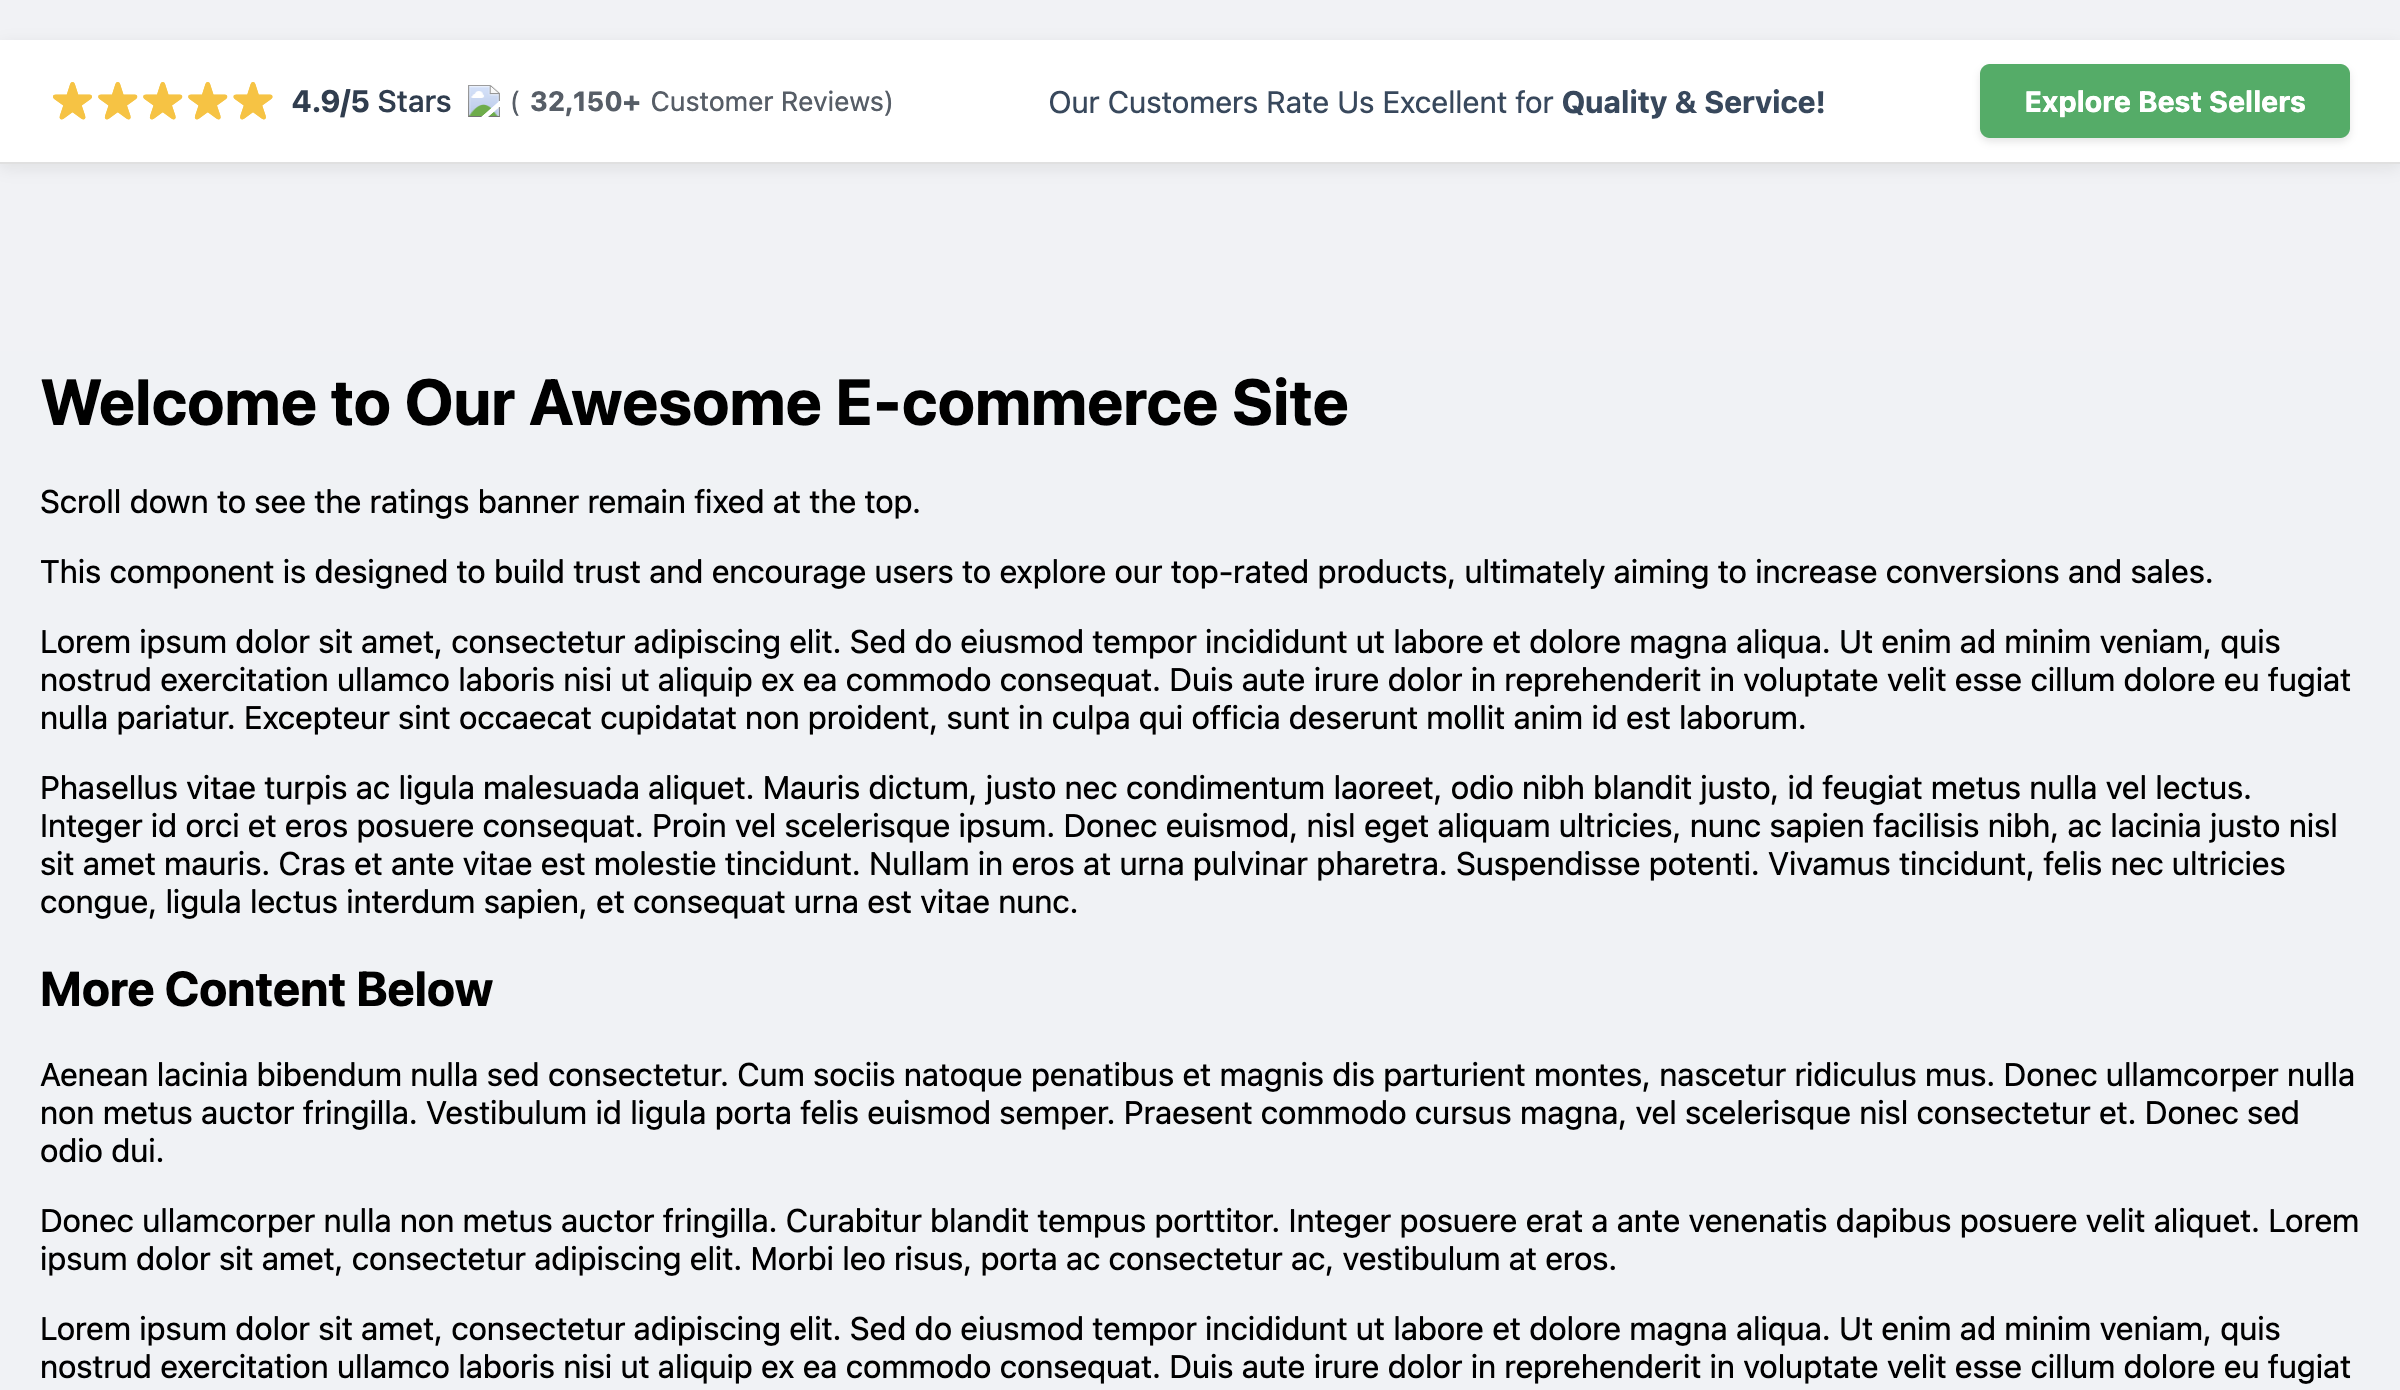 4.9/5 Stars ( 32,150+ Customer Reviews)
Our Customers Rate Us Excellent for Quality & Service!
Explore Best Sellers
Welcome to Our Awesome E-commerce Site
Scroll down to see the ratings banner remain fixed at the top.
This component is designed to build trust and encourage users to explore our top-rated products, ultimately aiming to increase conversions and sales.
Lorem ipsum dolor sit amet, consectetur adipiscing elit. Sed do eiusmod tempor incididunt ut labore et dolore magna aliqua. Ut enim ad minim veniam, quis
nostrud exercitation ullamco laboris nisi ut aliquip ex ea commodo consequat. Duis aute irure dolor in reprehenderit in voluptate velit esse cillum dolore eu fugiat
nulla pariatur. Excepteur sint occaecat cupidatat non proident, sunt in culpa qui officia deserunt mollit anim id est laborum.
Phasellus vitae turpis ac ligula malesuada aliquet. Mauris dictum, justo nec condimentum laoreet, odio nibh blandit justo, id feugiat metus nulla vel lectus.
Integer id orci et eros posuere consequat. Proin vel scelerisque ipsum. Donec euismod, nisl eget aliquam ultricies, nunc sapien facilisis nibh, ac lacinia justo nisl
sit amet mauris. Cras et ante vitae est molestie tincidunt. Nullam in eros at urna pulvinar pharetra. Suspendisse potenti. Vivamus tincidunt, felis nec ultricies
congue, ligula lectus interdum sapien, et consequat urna est vitae nunc.
More Content Below
Aenean lacinia bibendum nulla sed consectetur. Cum sociis natoque penatibus et magnis dis parturient montes, nascetur ridiculus mus. Donec ullamcorper nulla
non metus auctor fringilla. Vestibulum id ligula porta felis euismod semper. Praesent commodo cursus magna, vel scelerisque nisl consectetur et. Donec sed
odio dui.
Donec ullamcorper nulla non metus auctor fringilla. Curabitur blandit tempus porttitor. Integer posuere erat a ante venenatis dapibus posuere velit aliquet. Lorem
ipsum dolor sit amet, consectetur adipiscing elit. Morbi leo risus, porta ac consectetur ac, vestibulum at eros.
Lorem ipsum dolor sit amet, consectetur adipiscing elit. Sed do eiusmod tempor incididunt ut labore et dolore magna aliqua. Ut enim ad minim veniam, quis
nostrud exercitation ullamco laboris nisi ut aliquip ex ea commodo consequat. Duis aute irure dolor in reprehenderit in voluptate velit esse cillum dolore eu fugiat